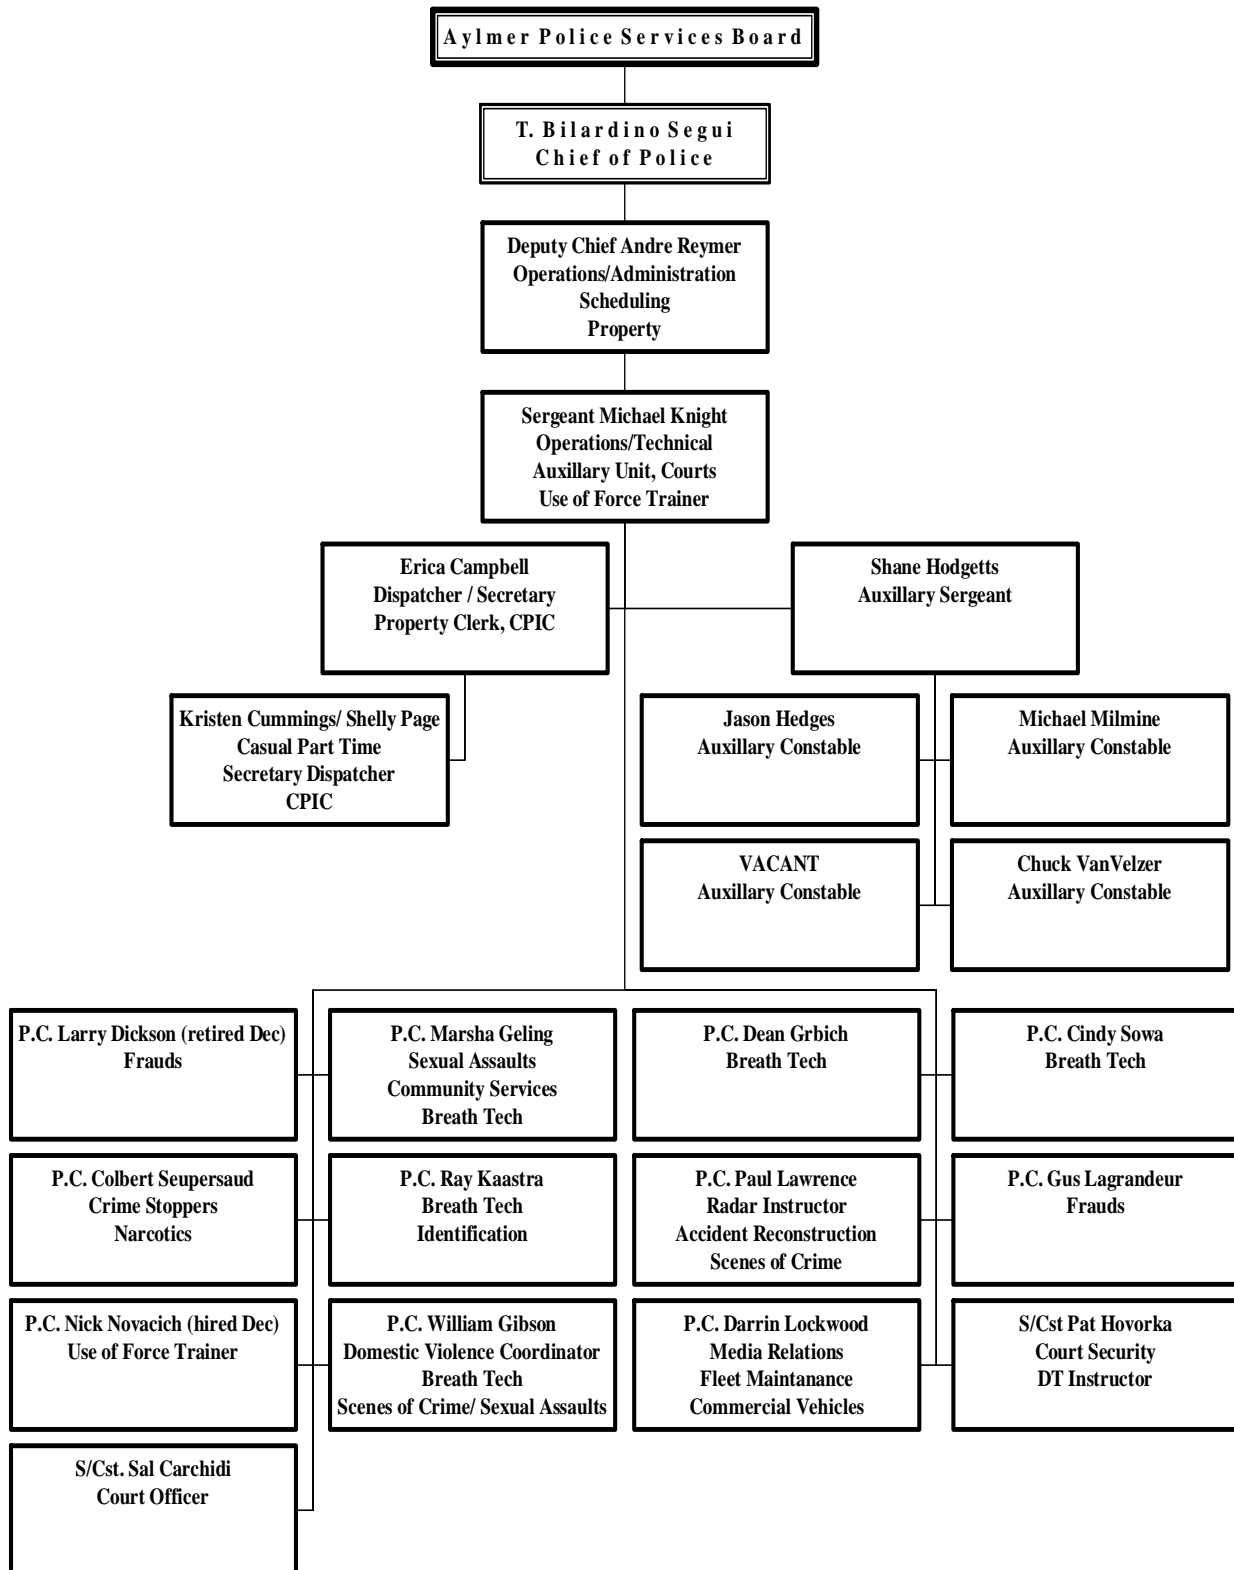 Aylmer Police Services Board
T. Bilardino Segui
Chief of Police
Deputy Chief Andre Reymer
Operations/Administration
Scheduling
Property
Sergeant Michael Knight
Operations/Technical
Auxillary Unit, Courts
Use of Force Trainer
Erica Campbell
Dispatcher / Secretary
Property Clerk, CPIC
Shane Hodgetts
Auxillary Sergeant
Kristen Cummings/ Shelly Page
Casual Part Time
Secretary Dispatcher
CPIC
Jason Hedges
Auxillary Constable
Michael Milmine
Auxillary Constable
VACANT
Auxillary Constable
Chuck VanVelzer
Auxillary Constable
P.C. Larry Dickson (retired Dec)
Frauds
P.C. Marsha Geling
Sexual Assaults
Community Services
Breath Tech
P.C. Dean Grbich
Breath Tech
P.C. Cindy Sowa
Breath Tech
P.C. Colbert Seupersaud
Crime Stoppers
Narcotics
P.C. Ray Kaastra
Breath Tech
Identification
P.C. Paul Lawrence
Radar Instructor
Accident Reconstruction
Scenes of Crime
P.C. Gus Lagrandeur
Frauds
P.C. Nick Novacich (hired Dec)
Use of Force Trainer
P.C. William Gibson
Domestic Violence Coordinator
Breath Tech
Scenes of Crime/ Sexual Assaults
P.C. Darrin Lockwood
Media Relations
Fleet Maintanance
Commercial Vehicles
S/Cst Pat Hovorka
Court Security
DT Instructor
S/Cst. Sal Carchidi
Court Officer